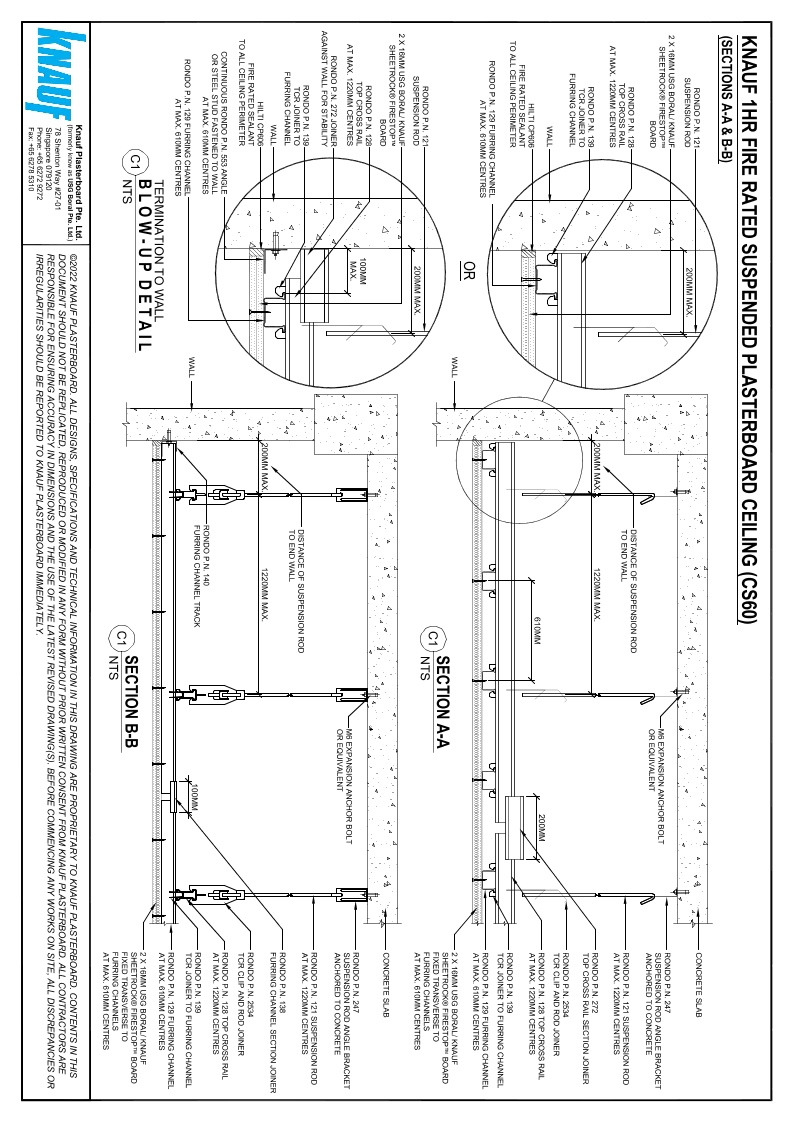 KNAUF 1HR FIRE RATED SUSPENDED PLASTERBOARD CEILING (CS60)
(SECTIONS A-A & B-B)
RONDO P.N. 121
SUSPENSION ROD
2 X 16MM USG BORAL/ KNAUF
SHEETROCK® FIRESTOP™
BOARD
RONDO P.N. 128
TOP CROSS RAIL
AT MAX. 1220MM CENTRES
RONDO P.N. 139
TCR JOINER TO
FURRING CHANNEL
WALL
HILTI CP606
FIRE RATED SEALANT
TO ALL CEILING PERIMETER
RONDO P.N. 129 FURRING CHANNEL
AT MAX. 610MM CENTRES
200MM MAX.
OR
RONDO P.N. 121
SUSPENSION ROD
2 X 16MM USG BORAL/ KNAUF
SHEETROCK® FIRESTOP™
BOARD
RONDO P.N. 128
TOP CROSS RAIL
AT MAX. 1220MM CENTRES
RONDO P.N. 272 JOINER
AGAINST WALL FOR STABILITY
RONDO P.N. 139
TCR JOINER TO
FURRING CHANNEL
WALL
HILTI CP606
FIRE RATED SEALANT
TO ALL CEILING PERIMETER
CONTINUOUS RONDO P.N. 553 ANGLE
OR STEEL STUD FASTENED TO WALL
AT MAX. 610MM CENTRES
RONDO P.N. 129 FURRING CHANNEL
AT MAX. 610MM CENTRES
200MM MAX.
100MM
MAX.
TERMINATION TO WALL
BLOW-UP DETAIL
C1
NTS
WALL
200MM MAX.
DISTANCE OF SUSPENSION ROD
TO END WALL
1220MM MAX.
610MM
M6 EXPANSION ANCHOR BOLT
OR EQUIVALENT
200MM
CONCRETE SLAB
RONDO P.N. 247
SUSPENSION ROD ANGLE BRACKET
ANCHORED TO CONCRETE
RONDO P.N. 121 SUSPENSION ROD
AT MAX. 1220MM CENTRES
RONDO P.N. 272
TOP CROSS RAIL SECTION JOINER
RONDO P.N. 2534
TCR CLIP AND ROD JOINER
RONDO P.N. 128 TOP CROSS RAIL
AT MAX. 1220MM CENTRES
RONDO P.N. 139
TCR JOINER TO FURRING CHANNEL
RONDO P.N. 129 FURRING CHANNEL
AT MAX. 610MM CENTRES
2 X 16MM USG BORAL/ KNAUF
SHEETROCK® FIRESTOP™ BOARD
FIXED TRANSVERSE TO
FURRING CHANNELS
AT MAX. 610MM CENTRES
C1
SECTION A-A
NTS
WALL
200MM MAX.
DISTANCE OF SUSPENSION ROD
TO END WALL
1220MM MAX.
RONDO P.N. 140
FURRING CHANNEL TRACK
M6 EXPANSION ANCHOR BOLT
OR EQUIVALENT
100MM
CONCRETE SLAB
RONDO P.N. 247
SUSPENSION ROD ANGLE BRACKET
ANCHORED TO CONCRETE
RONDO P.N. 121 SUSPENSION ROD
AT MAX. 1220MM CENTRES
RONDO P.N. 138
FURRING CHANNEL SECTION JOINER
RONDO P.N. 2534
TCR CLIP AND ROD JOINER
RONDO P.N. 128 TOP CROSS RAIL
AT MAX. 1220MM CENTRES
RONDO P.N. 139
TCR JOINER TO FURRING CHANNEL
RONDO P.N. 129 FURRING CHANNEL
AT MAX. 610MM CENTRES
2 X 16MM USG BORAL/ KNAUF
SHEETROCK® FIRESTOP™ BOARD
FIXED TRANSVERSE TO
FURRING CHANNELS
AT MAX. 610MM CENTRES
C1
SECTION B-B
NTS
KNAUF
Knauf Plasterboard Pte. Ltd.
(formerly know as USG Boral Pte. Ltd.)
78 Shenton Way #27-01
Singapore 079120
Phone: +65 6272 9272
Fax: +65 6278 5310
©2022 KNAUF PLASTERBOARD. ALL DESIGNS, SPECIFICATIONS AND TECHNICAL INFORMATION IN THIS DRAWING ARE PROPRIETARY TO KNAUF PLASTERBOARD. CONTENTS IN THIS
DOCUMENT SHOULD NOT BE REPLICATED, REPRODUCED OR MODIFIED IN ANY FORM WITHOUT PRIOR WRITTEN CONSENT FROM KNAUF PLASTERBOARD. ALL CONTRACTORS ARE
RESPONSIBLE FOR ENSURING ACCURACY IN DIMENSIONS AND THE USE OF THE LATEST REVISED DRAWING(S). BEFORE COMMENCING ANY WORKS ON SITE, ALL DISCREPANCIES OR
IRREGULARITIES SHOULD BE REPORTED TO KNAUF PLASTERBOARD IMMEDIATELY.